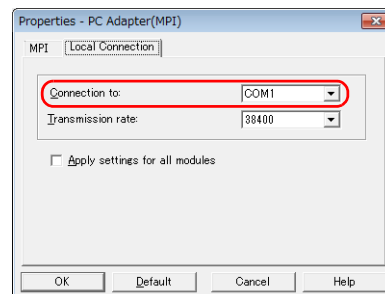 Properties - PC Adapter(MPI)
MPI Local Connection
Connection to: COM1
Transmission rate: 38400
Apply settings for all modules
OK Default Cancel Help